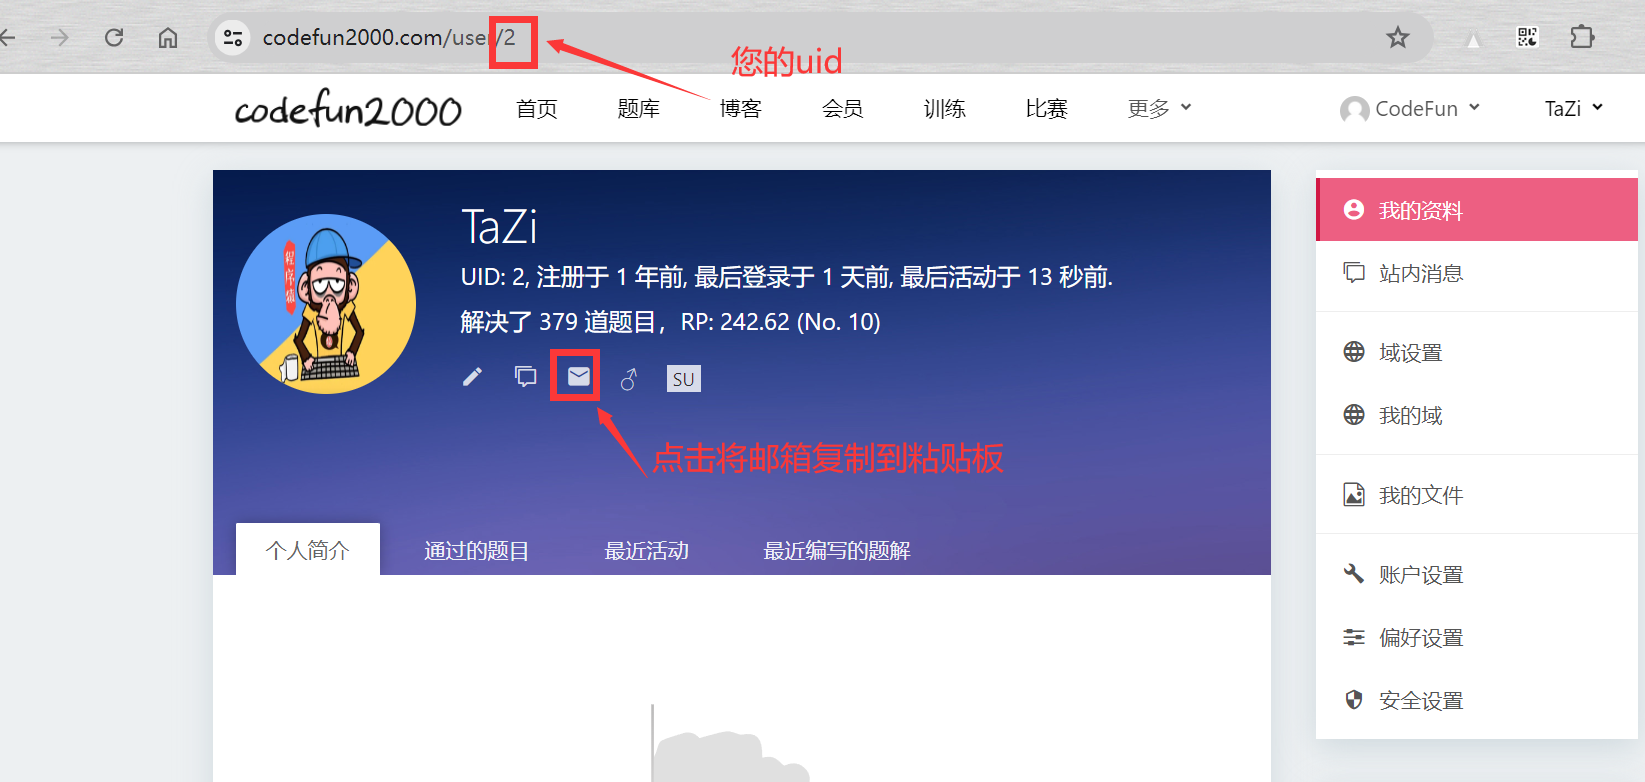 codefun2000.com/user/2
您的uid
codefun2000
首页
题库
博客
会员
训练
比赛
更多
CodeFun
TaZi
程序猿
TaZi
UID: 2, 注册于 1 年前, 最后登录于 1 天前, 最后活动于 13 秒前.
解决了 379 道题目，RP: 242.62 (No. 10)
SU
点击将邮箱复制到粘贴板
个人简介
通过的题目
最近活动
最近编写的题解
我的资料
站内消息
域设置
我的域
我的文件
账户设置
偏好设置
安全设置